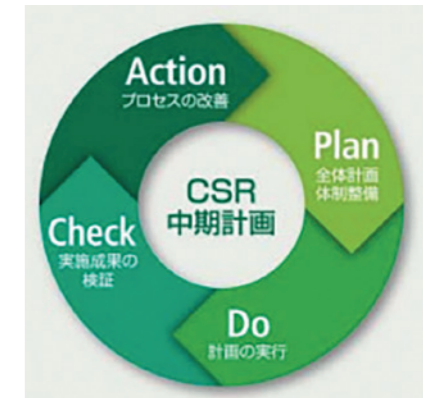 Action
プロセスの改善
Plan
全体計画
体制整備
CSR
中期計画
Check
実施成果の
検証
Do
計画の実行